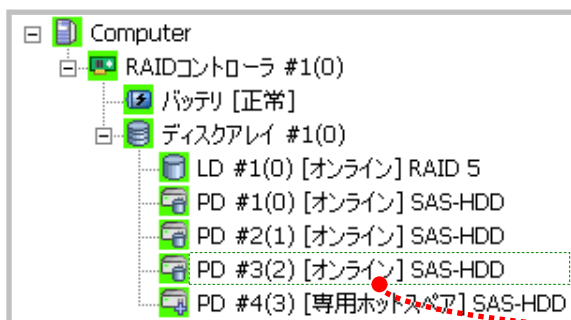 Computer
RAIDコントローラ #1(0)
バッテリ [正常]
ディスクアレイ #1(0)
LD #1(0) [オンライン] RAID 5
PD #1(0) [オンライン] SAS-HDD
PD #2(1) [オンライン] SAS-HDD
PD #3(2) [オンライン] SAS-HDD
PD #4(3) [専用ホットスペア] SAS-HDD